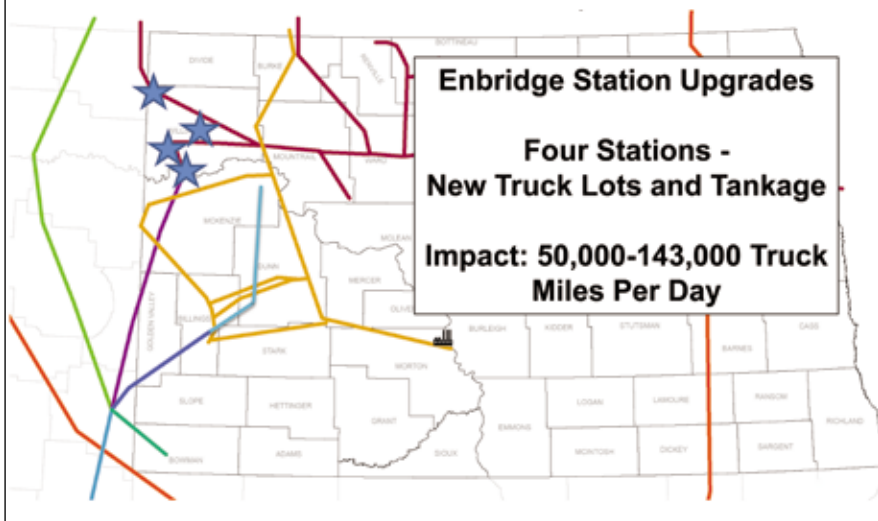 Enbridge Station Upgrades
Four Stations -
New Truck Lots and Tankage
Impact: 50,000-143,000 Truck
Miles Per Day
DIVIDE
BURKE
RENVILLE
BOTTINEAU
MOUNTRAIL
WARD
MCKENZIE
MCLEAN
DUNN
MERCER
OLIVER
GOLDEN VALLEY
BILLINGS
BURLEIGH
KIDDER
STUTSMAN
CASS
STARK
MORTON
BARNES
SLOPE
HETTINGER
GRANT
EMMONS
LOGAN
LAMOURE
RANSOM
RICHLAND
BOWMAN
ADAMS
SIOUX
MCINTOSH
DICKEY
SARGENT